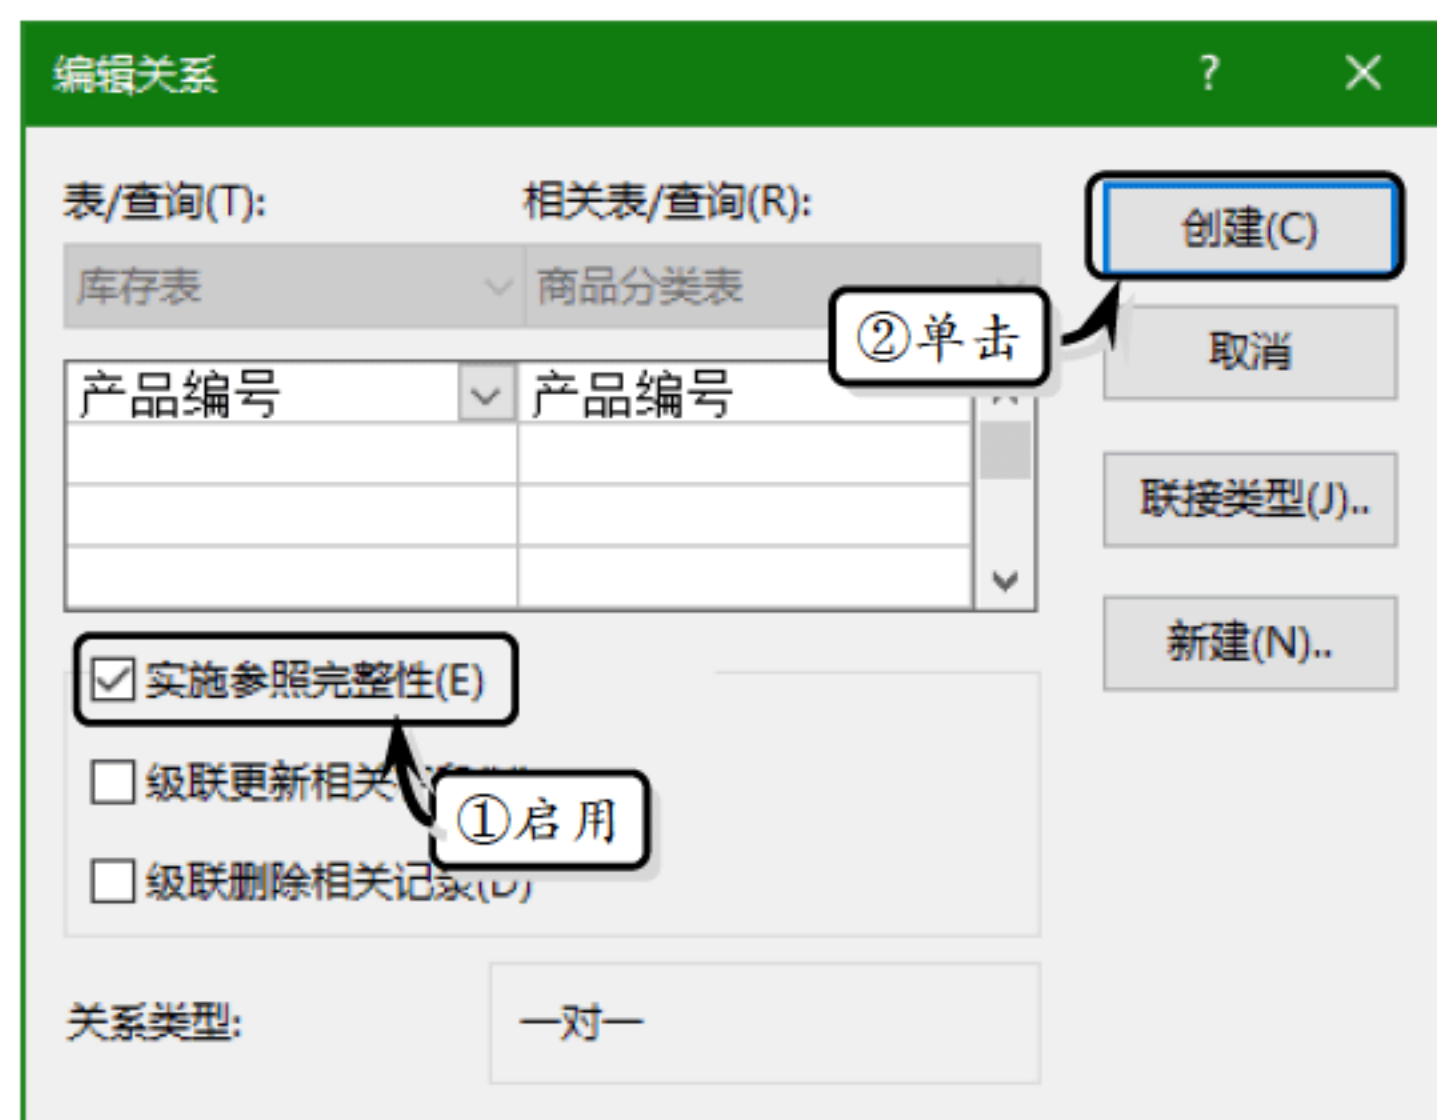 编辑关系
表/查询(T):
相关表/查询(R):
创建(C)
库存表
商品分类表
②单击
取消
产品编号
产品编号
联接类型(J)..
新建(N)..
实施参照完整性(E)
级联更新相关
①启用
级联删除相关记录(D)
关系类型:
一对一